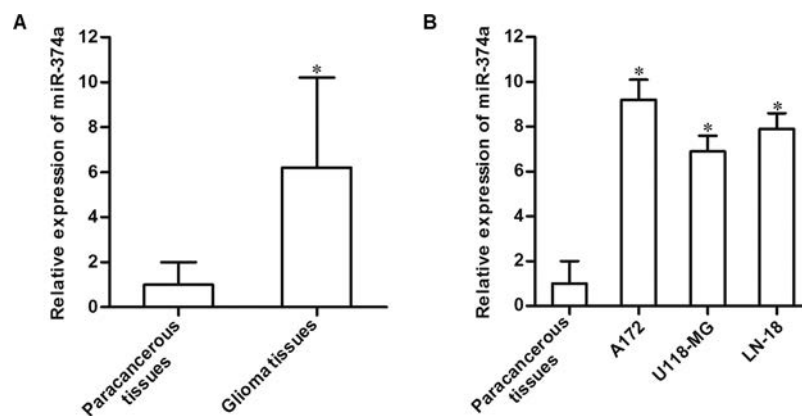 A
Relative expression of miR-374a
12
10
8
6
4
2
0
*
Paracancerous
tissues
Glioma tissues
B
Relative expression of miR-374a
12
10
8
6
4
2
0
*
*
*
Paracancerous
tissues
A172
U118-MG
LN-18